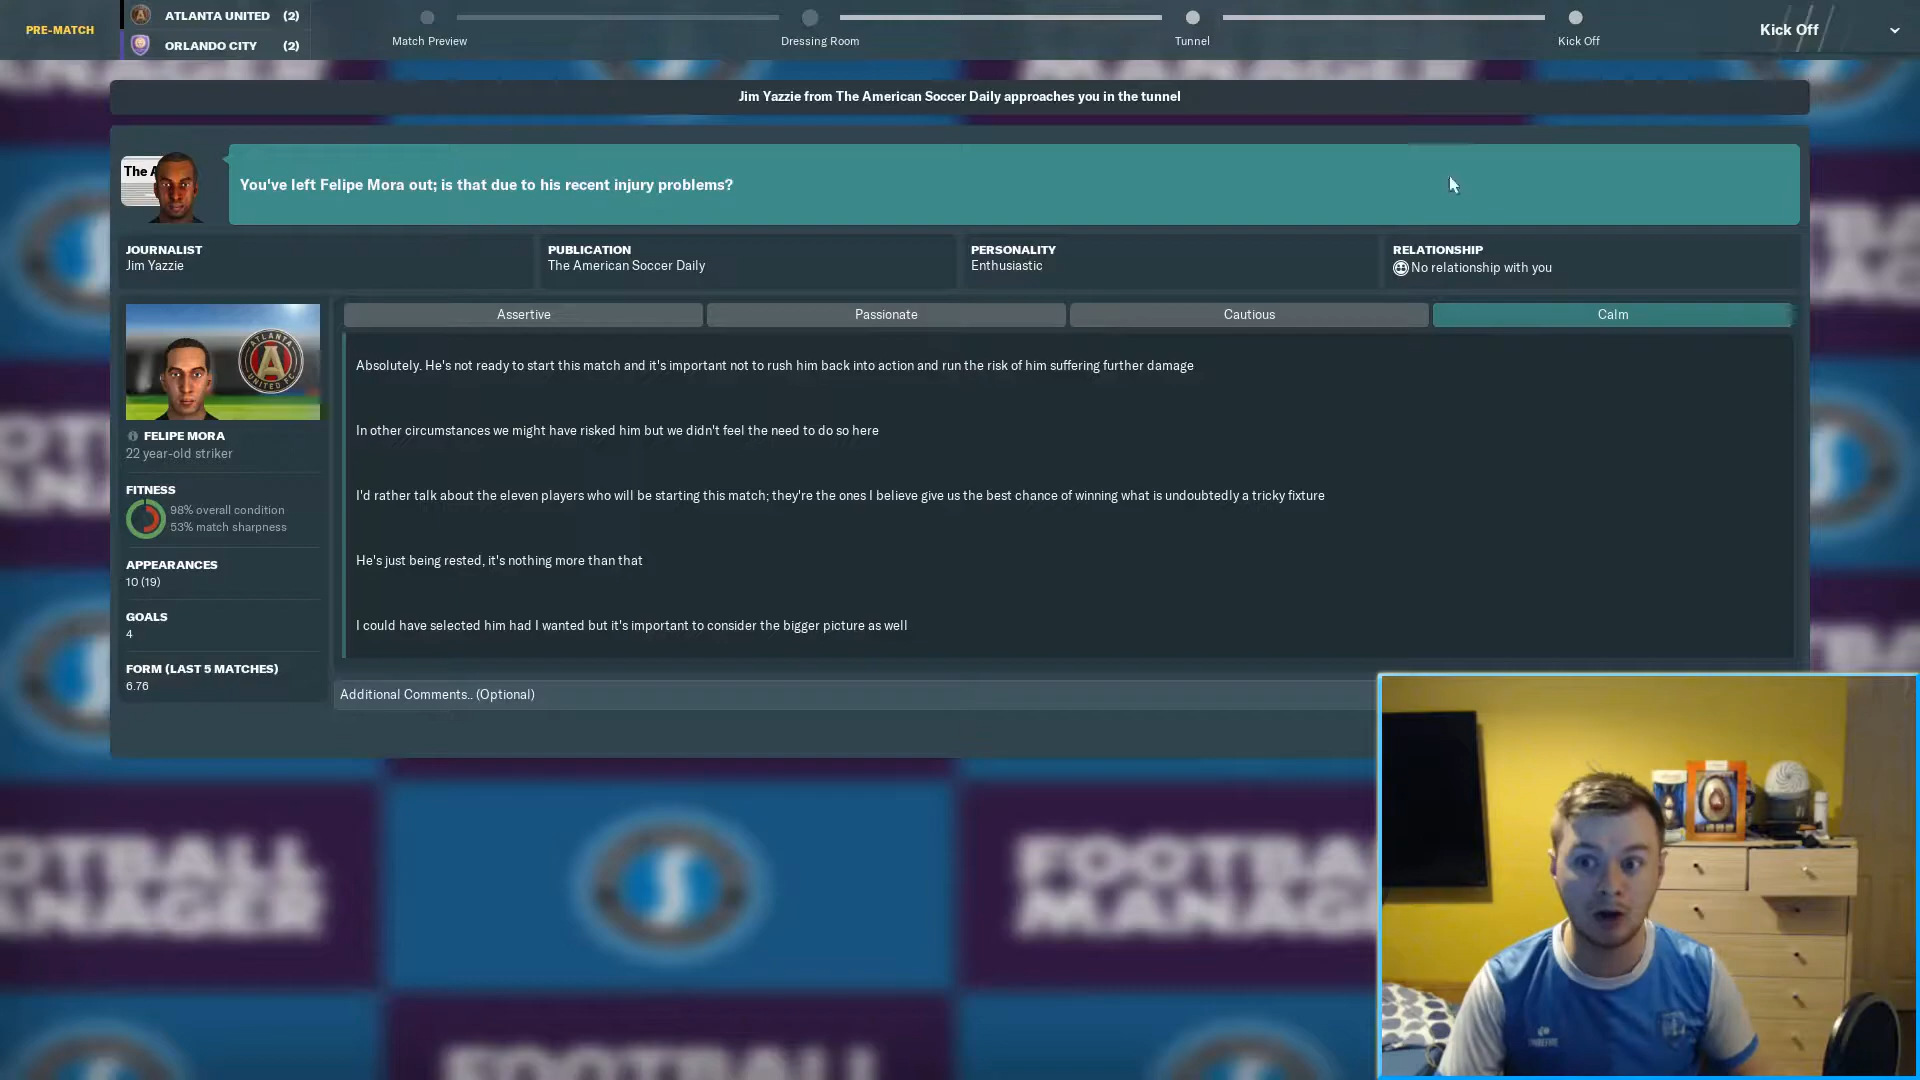 PRE-MATCH
ATLANTA UNITED (2)
ORLANDO CITY (2)
Match Preview
Dressing Room
Tunnel
Kick Off
Kick Off
Jim Yazzie from The American Soccer Daily approaches you in the tunnel
The A
You've left Felipe Mora out; is that due to his recent injury problems?
JOURNALIST
Jim Yazzie
PUBLICATION
The American Soccer Daily
PERSONALITY
Enthusiastic
RELATIONSHIP
No relationship with you
Assertive
Passionate
Cautious
Calm
ATLANTA
UNITED FC
FELIPE MORA
22 year-old striker
FITNESS
98% overall condition
53% match sharpness
APPEARANCES
10 (19)
GOALS
4
FORM (LAST 5 MATCHES)
6.76
Absolutely. He's not ready to start this match and it's important not to rush him back into action and run the risk of him suffering further damage
In other circumstances we might have risked him but we didn't feel the need to do so here
I'd rather talk about the eleven players who will be starting this match; they're the ones I believe give us the best chance of winning what is undoubtedly a tricky fixture
He's just being rested, it's nothing more than that
I could have selected him had I wanted but it's important to consider the bigger picture as well
Additional Comments.. (Optional)
OTBALL
ANAGER
FOOTBA
MANAG
FOOTBALL